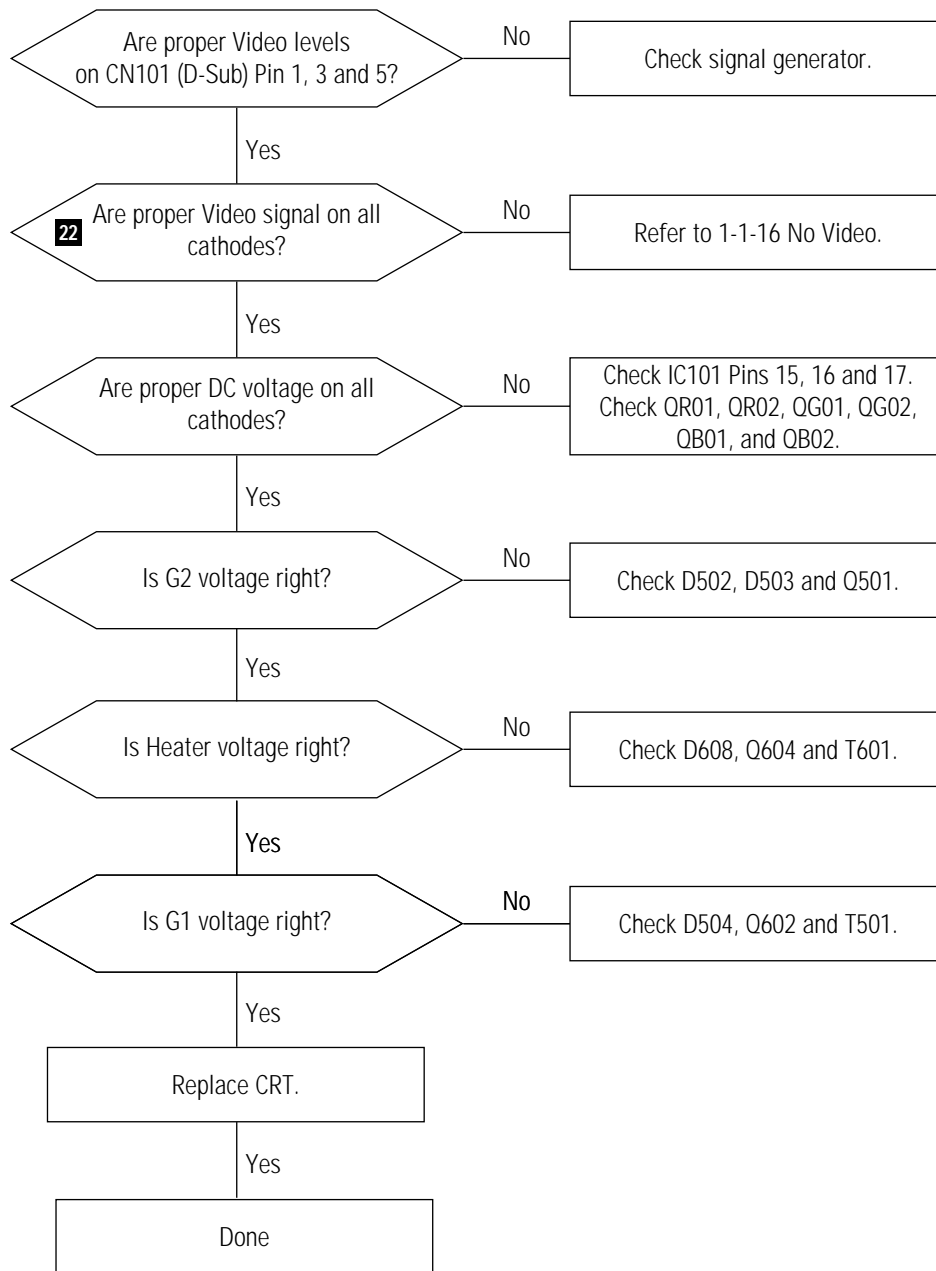 Are proper Video levels
on CN101 (D-Sub) Pin 1, 3 and 5?
No
Check signal generator.
Yes
22
Are proper Video signal on all
cathodes?
No
Refer to 1-1-16 No Video.
Yes
Are proper DC voltage on all
cathodes?
No
Check IC101 Pins 15, 16 and 17.
Check QR01, QR02, QG01, QG02,
QB01, and QB02.
Yes
Is G2 voltage right?
No
Check D502, D503 and Q501.
Yes
Is Heater voltage right?
No
Check D608, Q604 and T601.
Yes
Is G1 voltage right?
No
Check D504, Q602 and T501.
Yes
Replace CRT.
Yes
Done